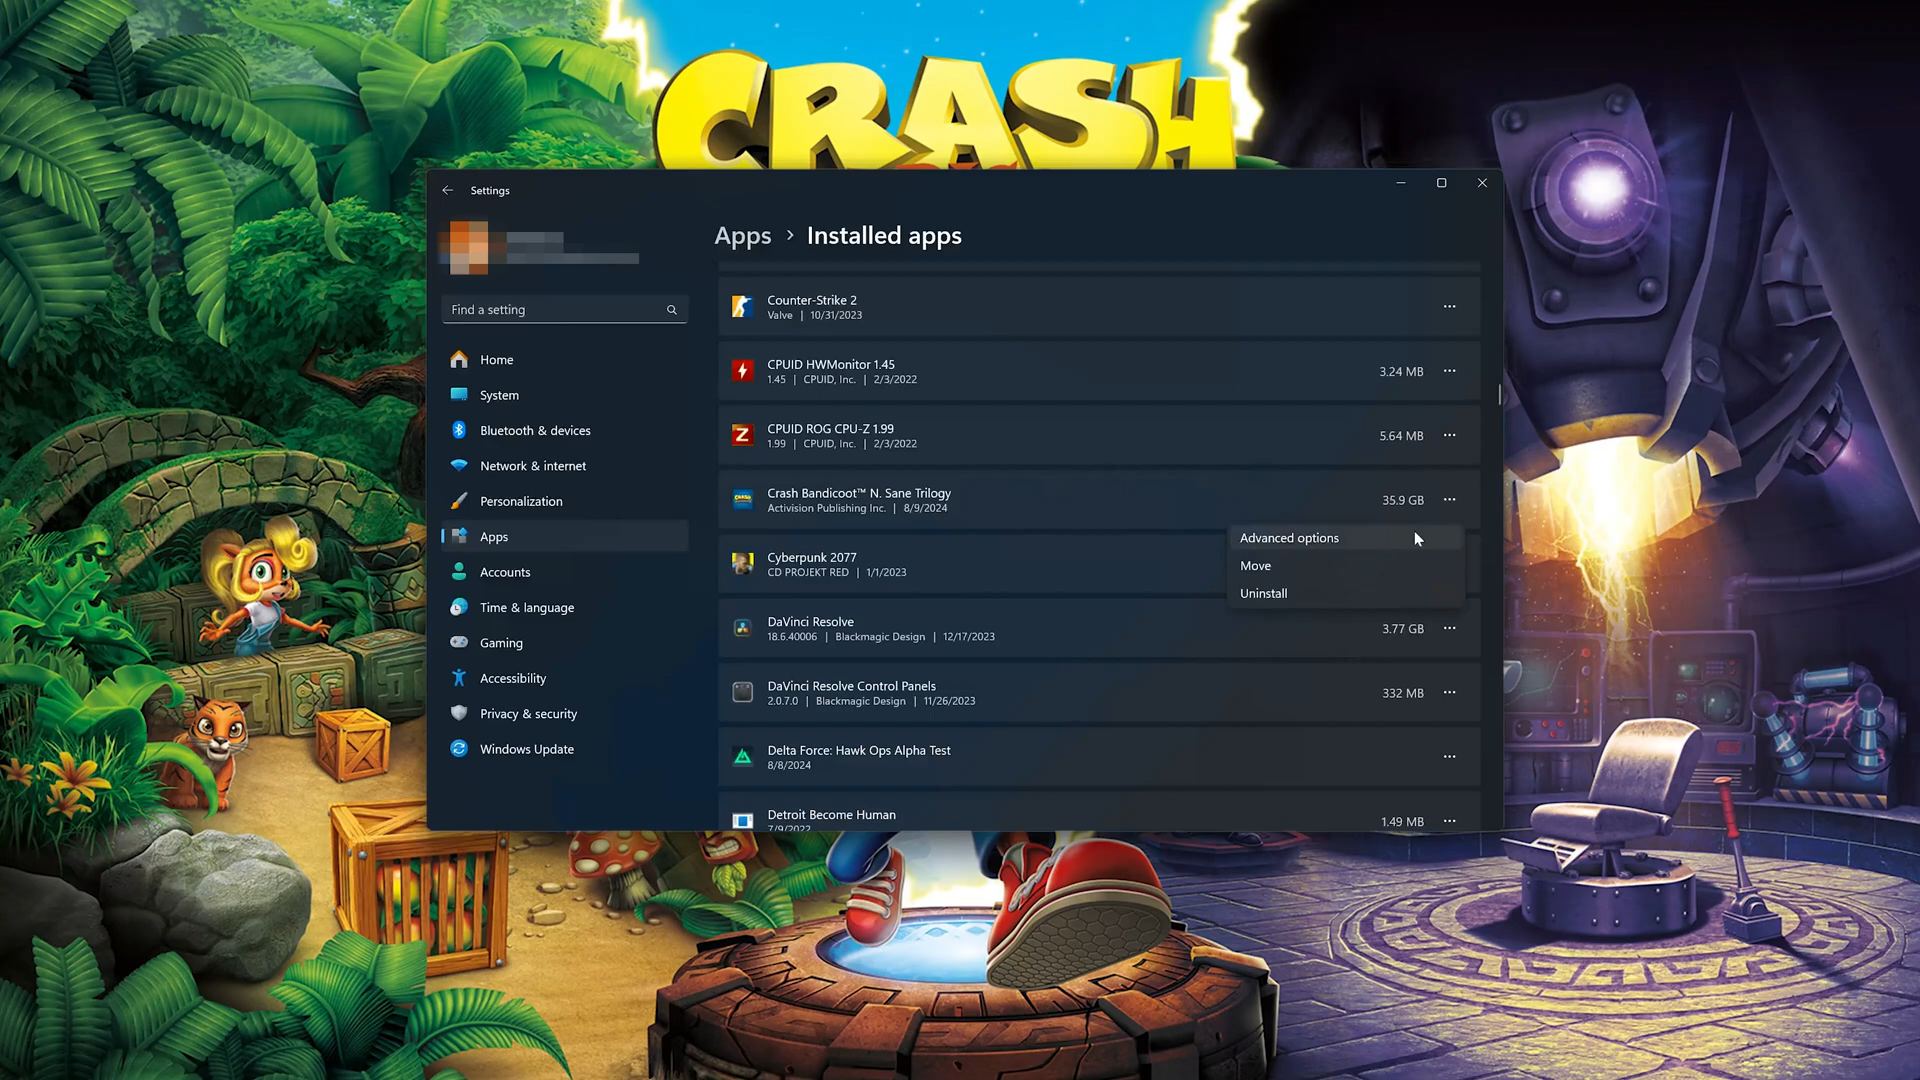 CRASH
Settings
Apps > Installed apps
Find a setting
Home
System
Bluetooth & devices
Network & internet
Personalization
Apps
Accounts
Time & language
Gaming
Accessibility
Privacy & security
Windows Update
Counter-Strike 2
Valve | 10/31/2023
CPUID HWMonitor 1.45
1.45 | CPUID, Inc. | 2/3/2022
3.24 MB
CPUID ROG CPU-Z 1.99
1.99 | CPUID, Inc. | 2/3/2022
5.64 MB
Crash Bandicoot™ N. Sane Trilogy
Activision Publishing Inc. | 8/9/2024
35.9 GB
Advanced options
Move
Uninstall
Cyberpunk 2077
CD PROJEKT RED | 1/1/2023
DaVinci Resolve
18.6.40006 | Blackmagic Design | 12/17/2023
3.77 GB
DaVinci Resolve Control Panels
2.0.7.0 | Blackmagic Design | 11/26/2023
332 MB
Delta Force: Hawk Ops Alpha Test
8/8/2024
Detroit Become Human
7/9/2022
1.49 MB